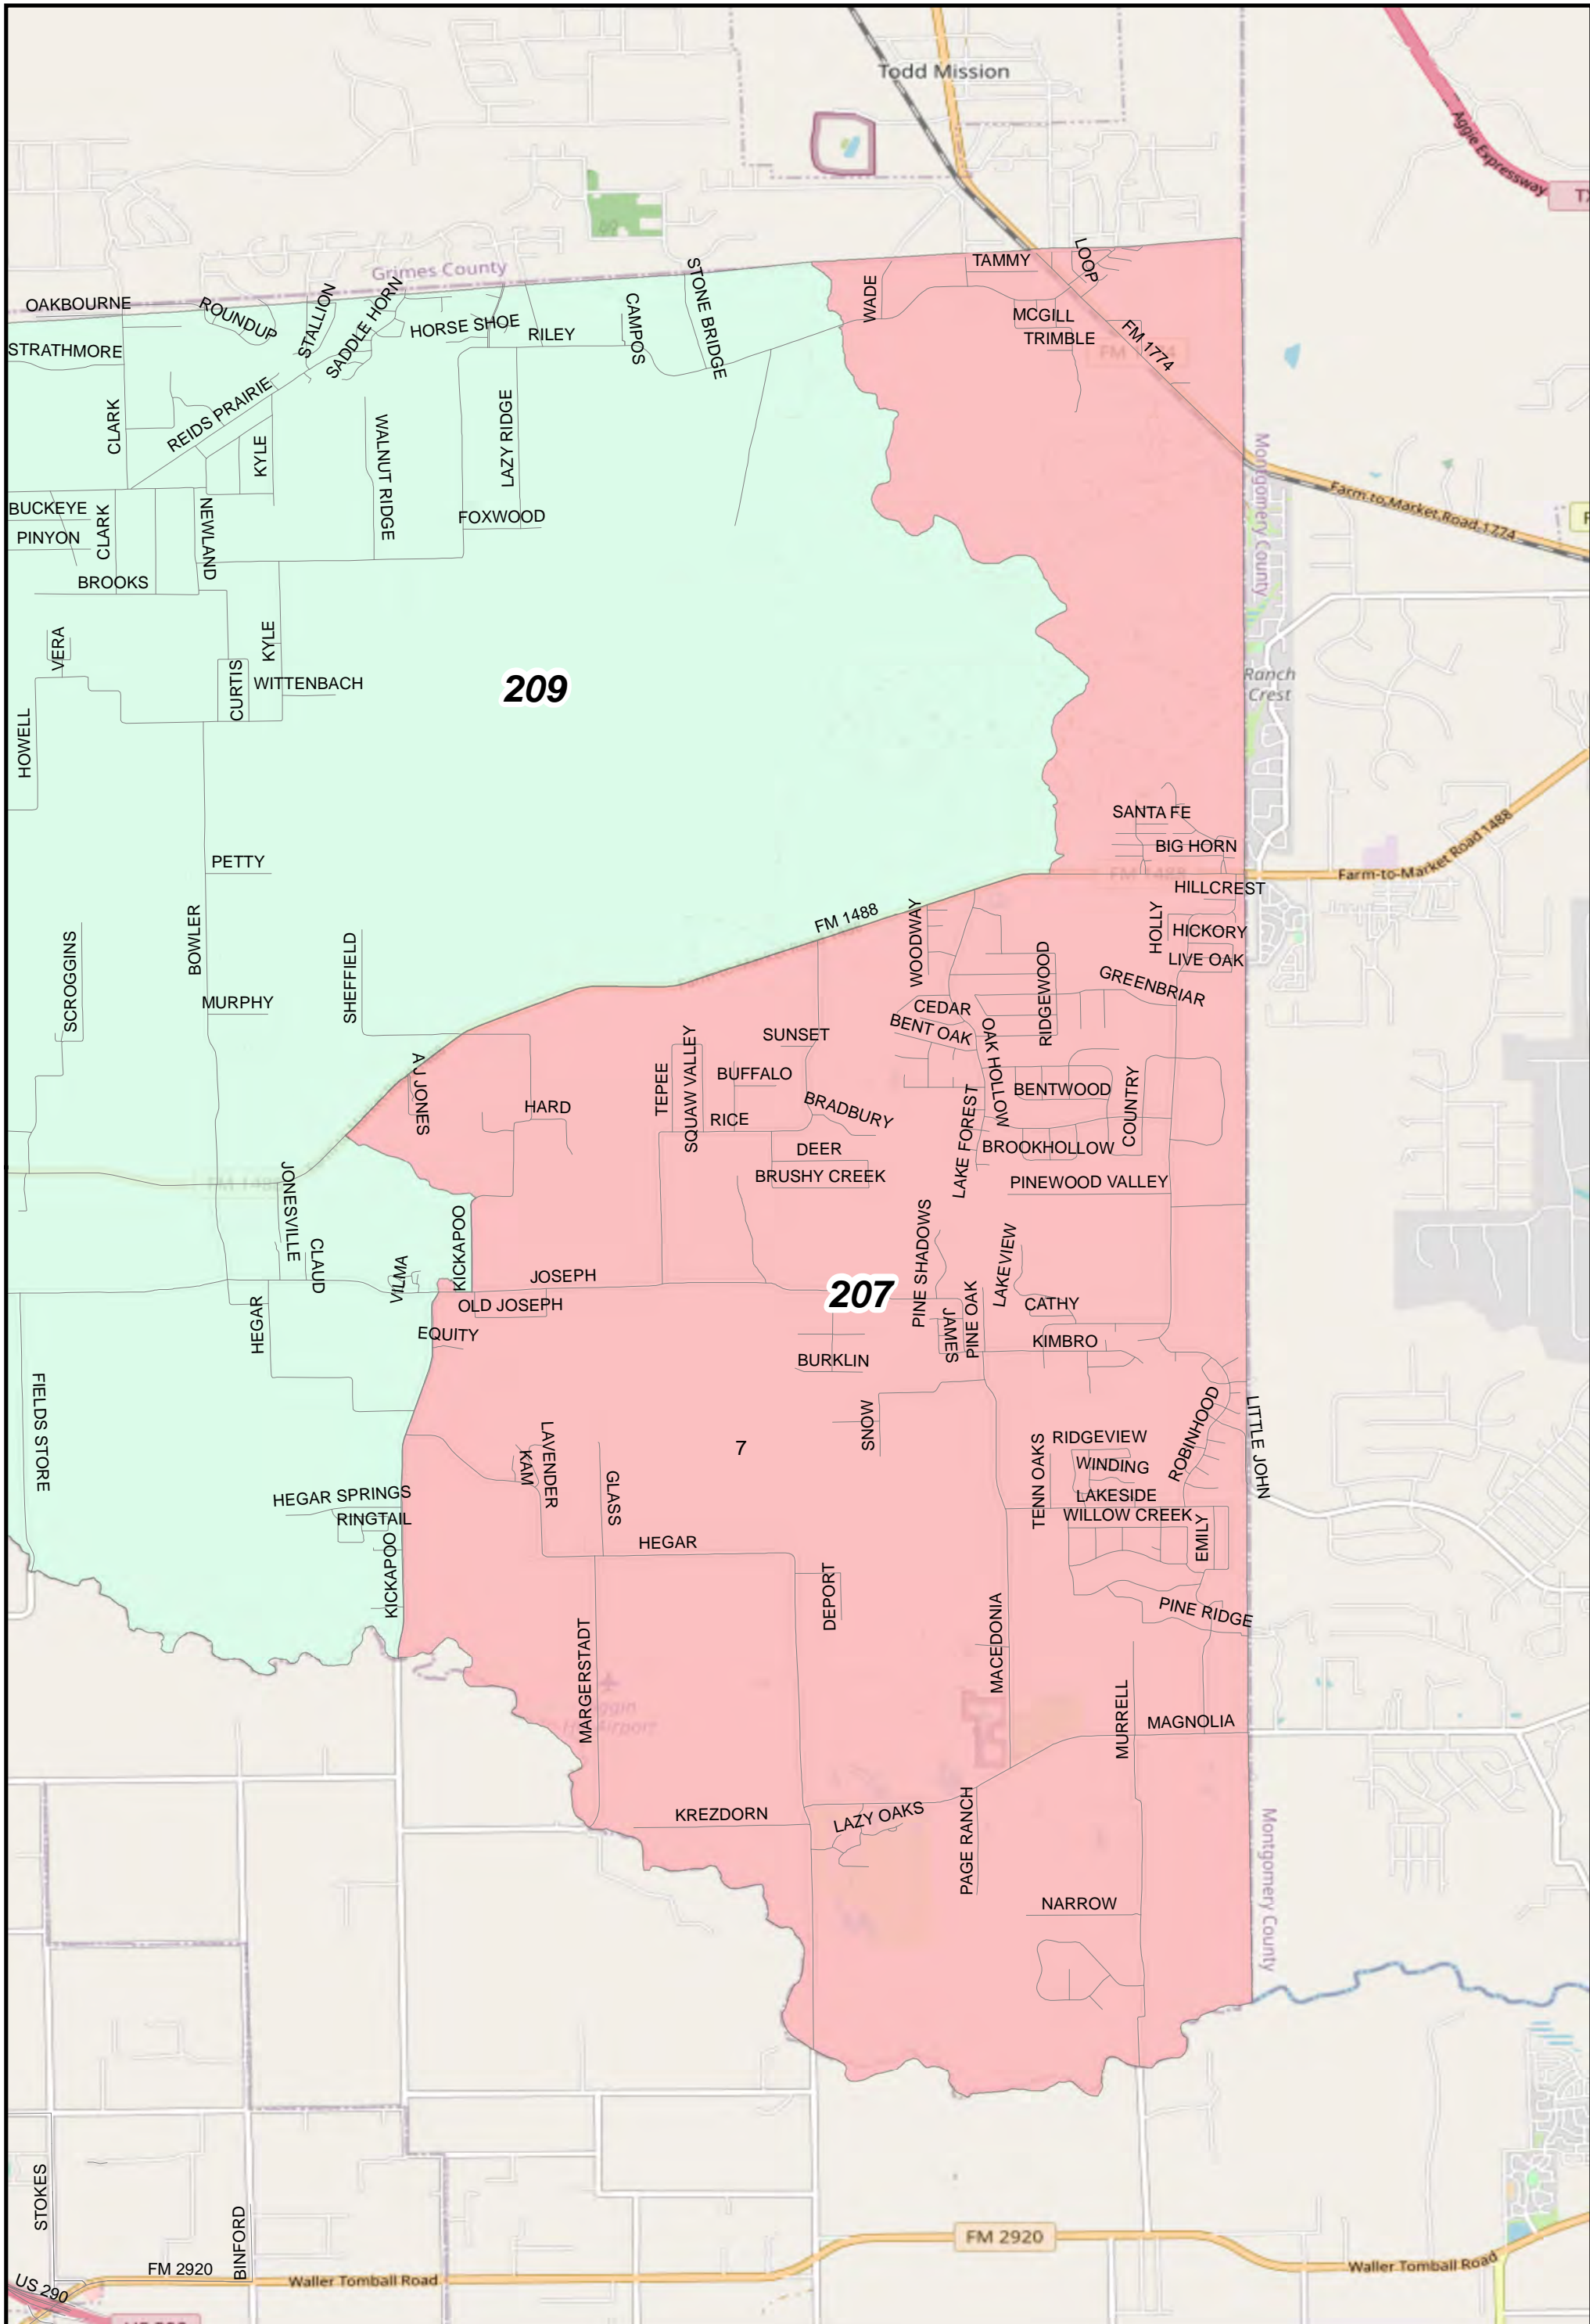 Todd Mission
Aggie Expressway
Grimes County
TAMMY
LOOP
STONE BRIDGE
WADE
OAKBOURNE
ROUNDUP
STALLION
SADDLE HORN
HORSE SHOE
RILEY
CAMPOS
MCGILL
TRIMBLE
FM 1774
FM 1774
STRATHMORE
CLARK
REIDS PRAIRIE
KYLE
WALNUT RIDGE
LAZY RIDGE
Montgomery County
Farm-to-Market Road 1774
BUCKEYE
PINYON
CLARK
NEWLAND
FOXWOOD
BROOKS
VERA
KYLE
CURTIS
WITTENBACH
209
Ranch
Crest
HOWELL
SANTA FE
BIG HORN
Farm-to-Market Road 1488
FM 1488
HILLCREST
PETTY
BOWLER
FM 1488
WOODWAY
HOLLY
HICKORY
LIVE OAK
SCROGGINS
SHEFFIELD
RIDGEWOOD
GREENBRIAR
MURPHY
CEDAR
BENT OAK
OAK HOLLOW
SUNSET
A J JONES
TEPEE
SQUAW VALLEY
BUFFALO
BENTWOOD
COUNTRY
HARD
RICE
BRADBURY
LAKE FOREST
DEER
BROOKHOLLOW
BRUSHY CREEK
PINEWOOD VALLEY
FM 1488
JONESVILLE
CLAUD
VILMA
KICKAPOO
PINE SHADOWS
LAKEVIEW
JOSEPH
207
OLD JOSEPH
CATHY
HEGAR
EQUITY
JAMES
PINE OAK
KIMBRO
BURKLIN
FIELDS STORE
SNOW
ROBINHOOD
LITTLE JOHN
LAVENDER
KAM
7
RIDGEVIEW
WINDING
TENN OAKS
GLASS
HEGAR SPRINGS
RINGTAIL
LAKESIDE
WILLOW CREEK
EMILY
HEGAR
KICKAPOO
DEPORT
PINE RIDGE
MARGERSTADT
MACEDONIA
Airport
MURRELL
MAGNOLIA
KREZDORN
LAZY OAKS
PAGE RANCH
Montgomery County
NARROW
STOKES
BINFORD
FM 2920
FM 2920
Waller Tomball Road
Waller Tomball Road
US 290